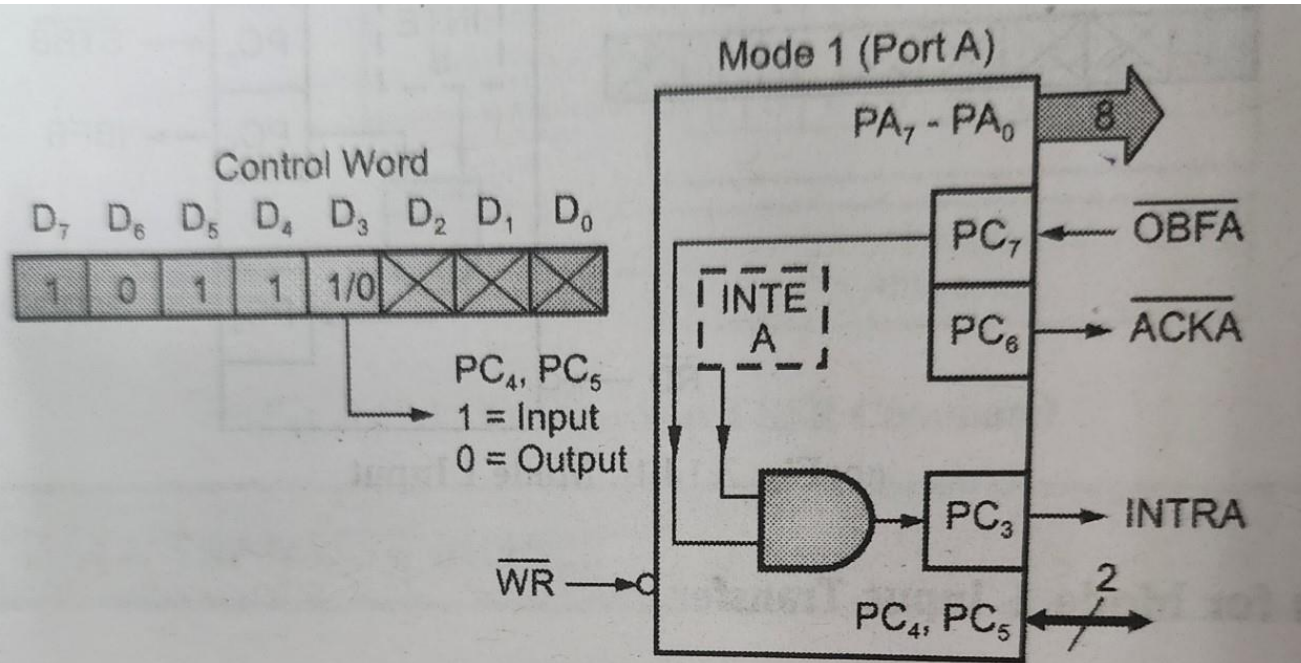 Mode 1 (Port A)
PA₇ - PA₀
8
Control Word
D₇ D₆ D₅ D₄ D₃ D₂ D₁ D₀
1 0 1 1 1/0
PC₄, PC₅
1 = Input
0 = Output
PC₇
OBFA
INTE
A
PC₆
ACKA
PC₃
INTRA
WR
PC₄, PC₅
2